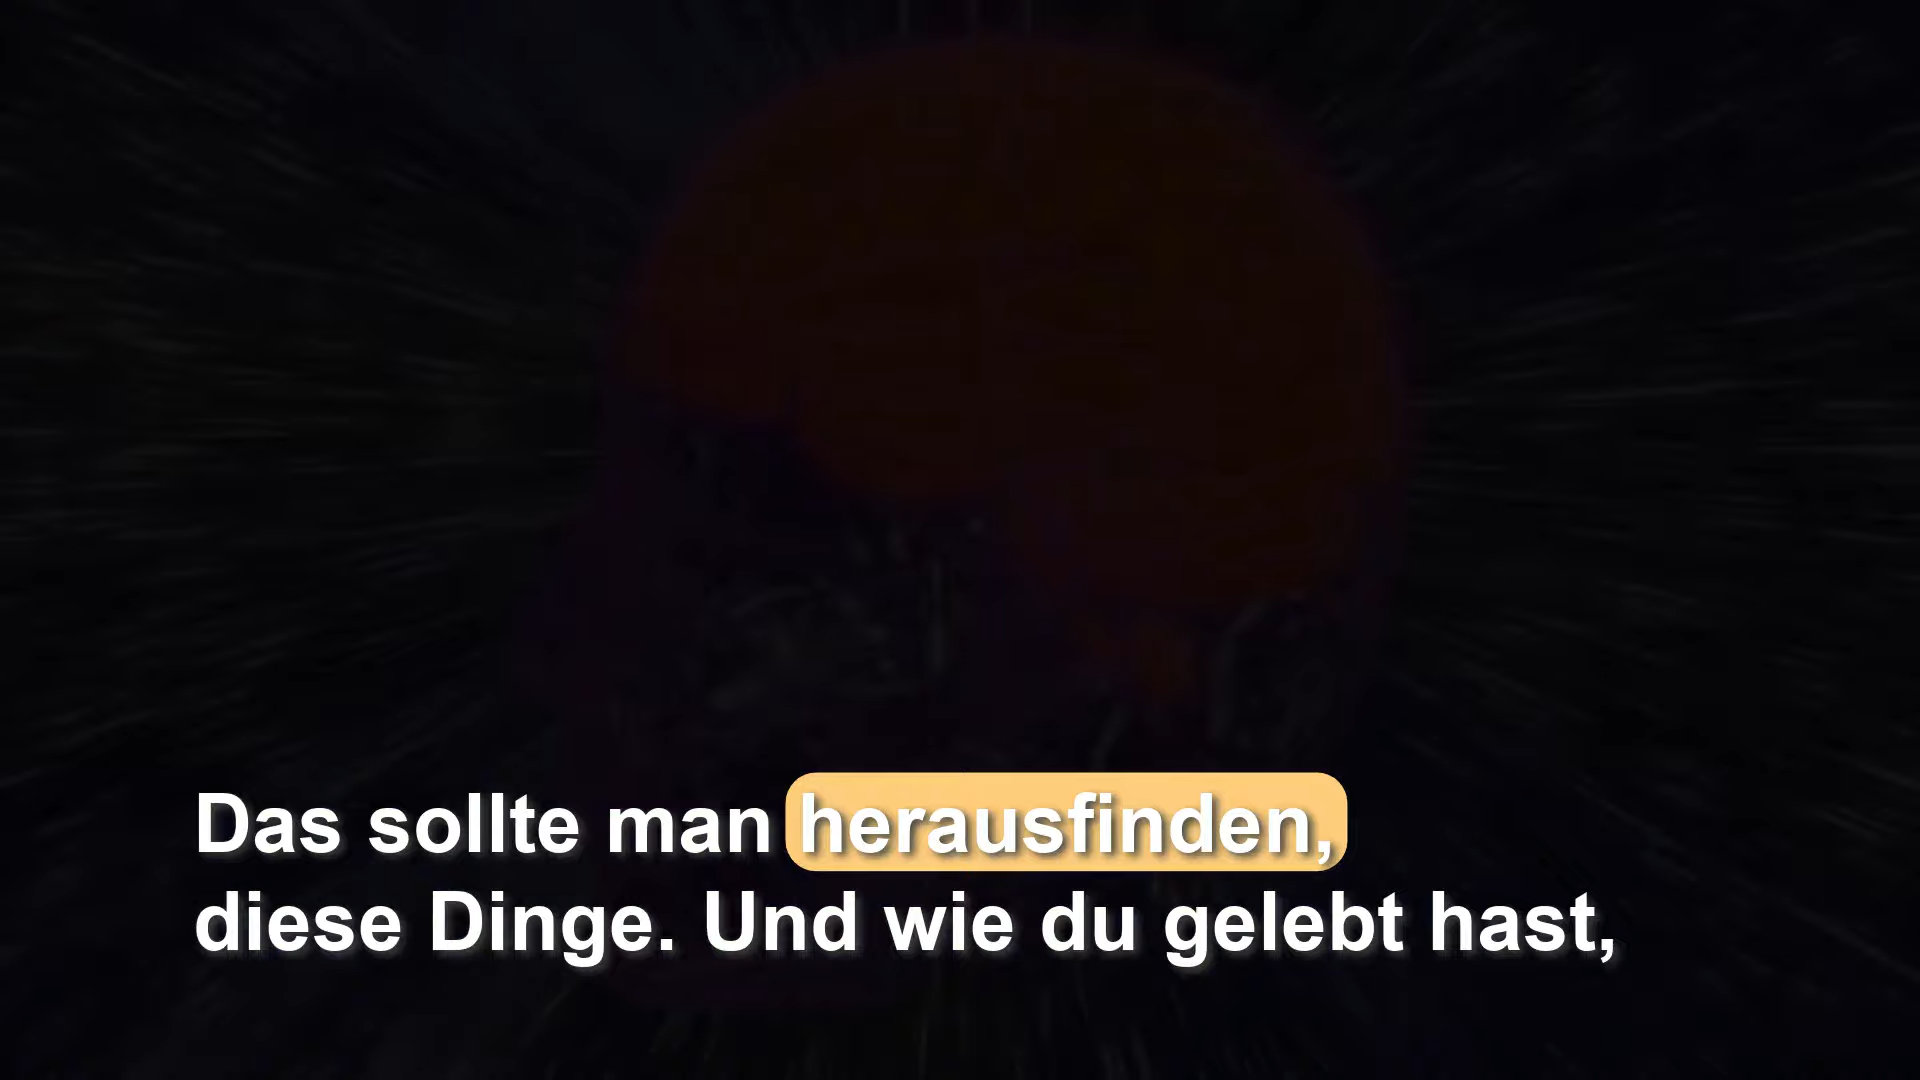 Das sollte man herausfinden,
diese Dinge. Und wie du gelebt hast,